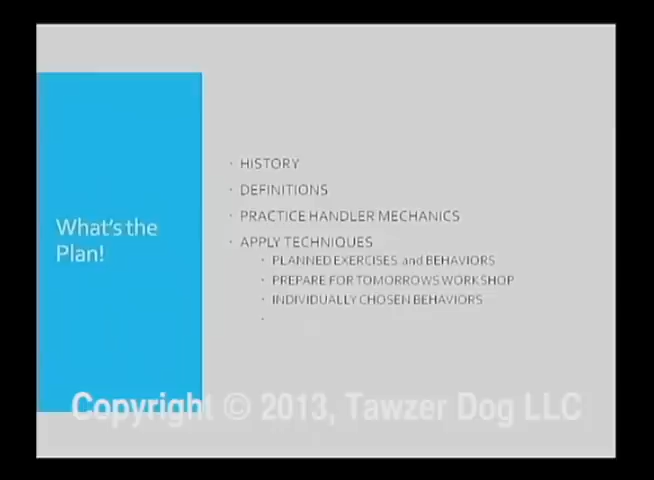 What's the
Plan!
· HISTORY
· DEFINITIONS
· PRACTICE HANDLER MECHANICS
· APPLY TECHNIQUES
· PLANNED EXERCISES and BEHAVIORS
· PREPARE FOR TOMORROWS WORKSHOP
· INDIVIDUALLY CHOSEN BEHAVIORS
·
Copyright © 2013, Tawzer Dog LLC